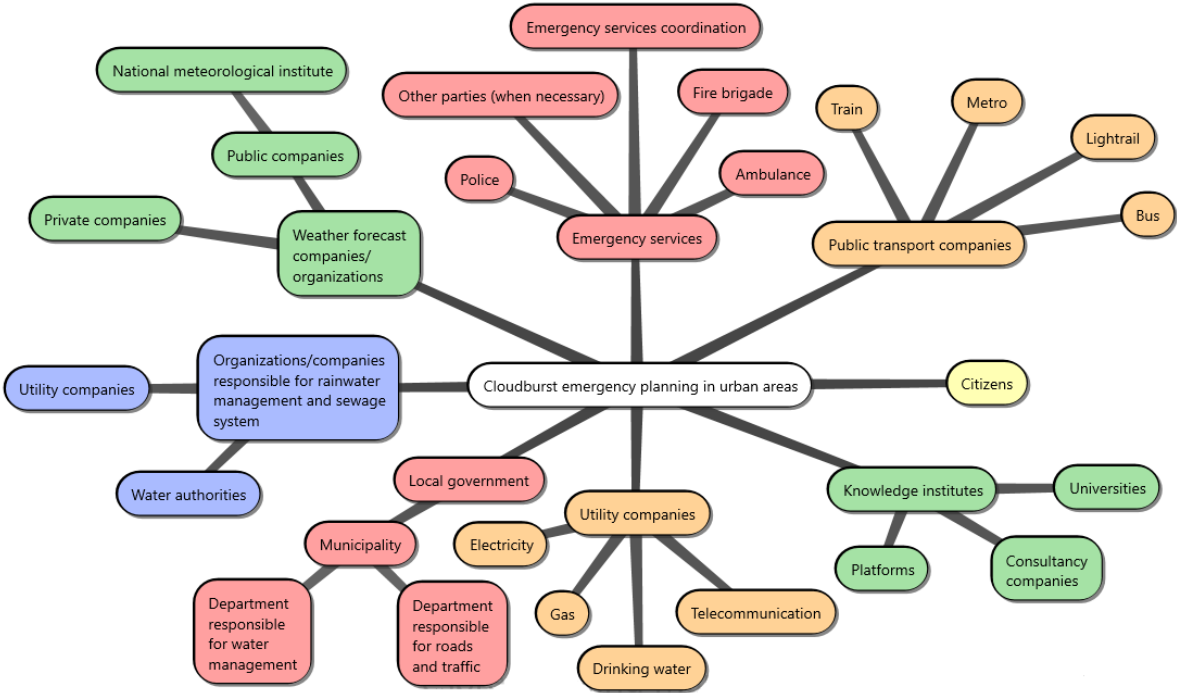 Emergency services coordination
National meteorological institute
Other parties (when necessary)
Fire brigade
Train
Metro
Lightrail
Public companies
Police
Ambulance
Private companies
Weather forecast
companies/
organizations
Emergency services
Public transport companies
Bus
Organizations/companies
responsible for rainwater
management and sewage
system
Utility companies
Cloudburst emergency planning in urban areas
Citizens
Water authorities
Local government
Knowledge institutes
Universities
Utility companies
Municipality
Electricity
Platforms
Consultancy
companies
Department
responsible
for water
management
Department
responsible
for roads
and traffic
Gas
Telecommunication
Drinking water